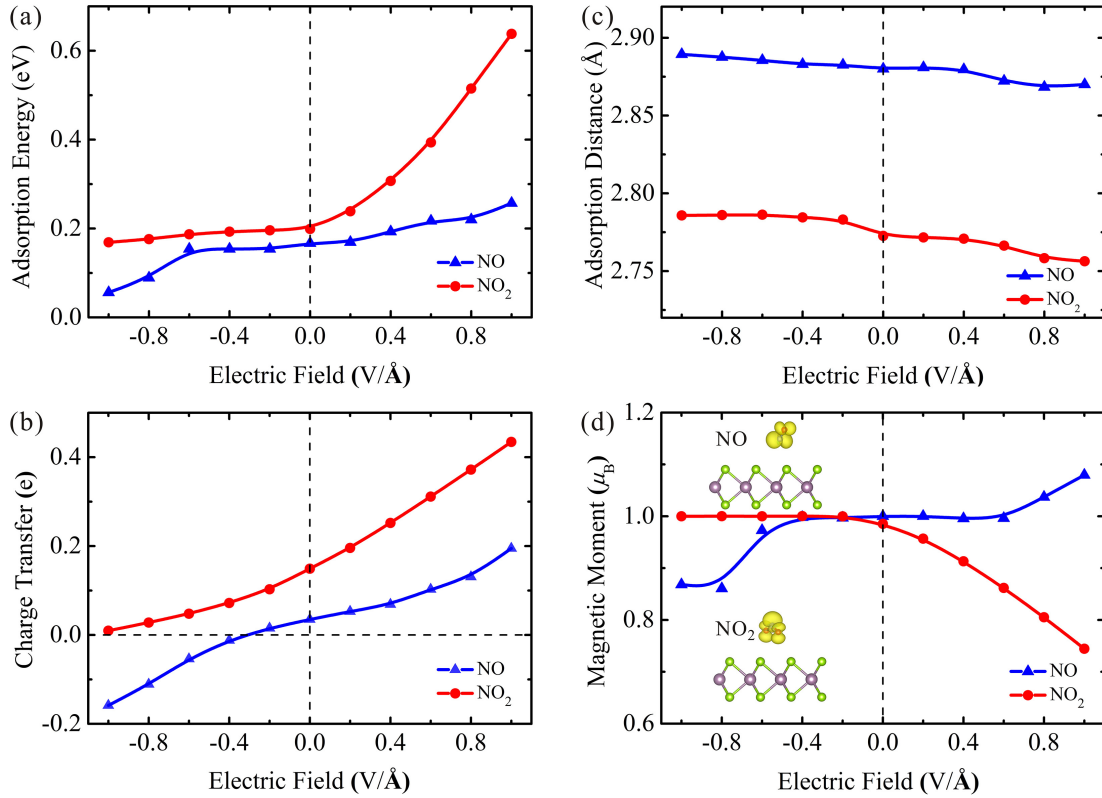 (a)
Adsorption Energy (eV)
0.6
0.4
0.2
0.0
NO
NO₂
-0.8 -0.4 0.0 0.4 0.8
Electric Field (V/Å)
(c)
Adsorption Distance (Å)
2.90
2.85
2.80
2.75
NO
NO₂
-0.8 -0.4 0.0 0.4 0.8
Electric Field (V/Å)
(b)
Charge Transfer (e)
0.4
0.2
0.0
-0.2
NO
NO₂
-0.8 -0.4 0.0 0.4 0.8
Electric Field (V/Å)
(d)
Magnetic Moment (μB)
1.2
1.0
0.8
0.6
NO
NO₂
NO
NO₂
-0.8 -0.4 0.0 0.4 0.8
Electric Field (V/Å)